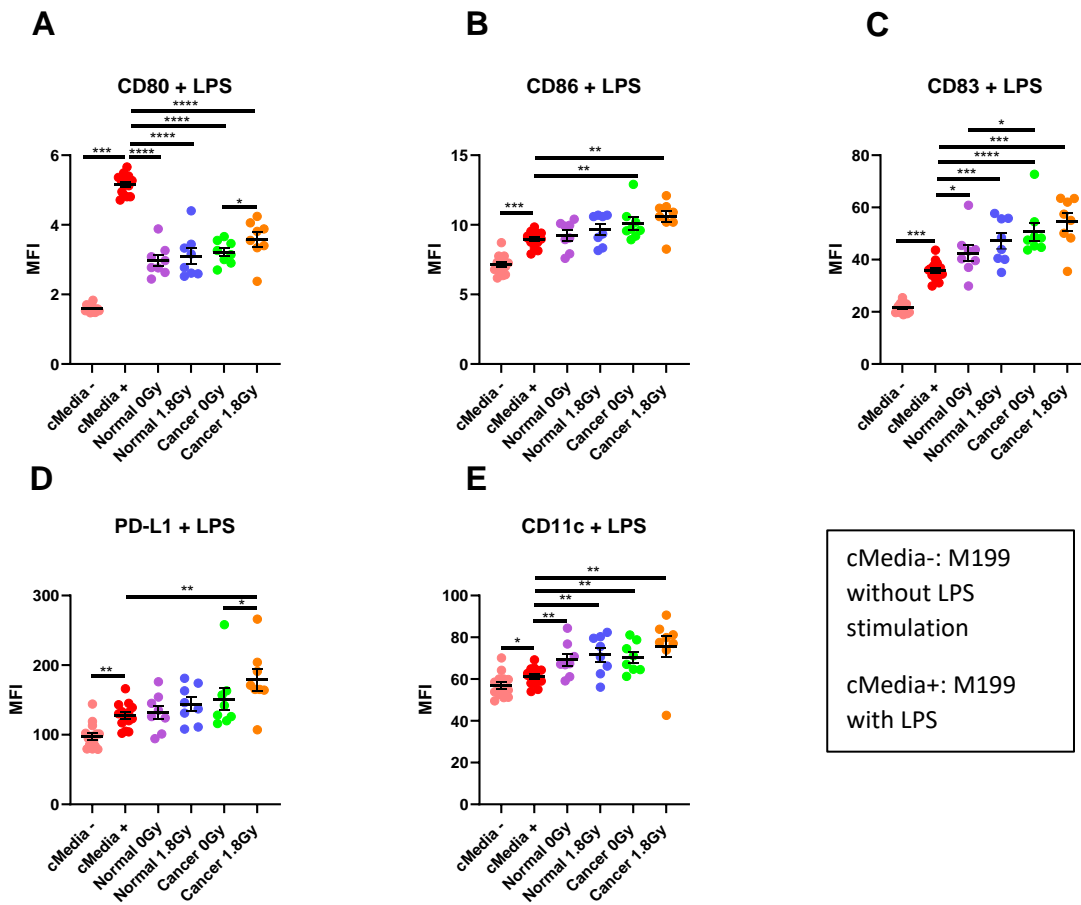 A
CD80 + LPS
****
****
****
***
****
*
MFI
6
4
2
0
cMedia -
cMedia +
Normal 0Gy
Normal 1.8Gy
Cancer 0Gy
Cancer 1.8Gy
B
CD86 + LPS
**
**
***
MFI
15
10
5
0
cMedia -
cMedia +
Normal 0Gy
Normal 1.8Gy
Cancer 0Gy
Cancer 1.8Gy
C
CD83 + LPS
*
***
****
***
*
***
MFI
80
60
40
20
0
cMedia -
cMedia +
Normal 0Gy
Normal 1.8Gy
Cancer 0Gy
Cancer 1.8Gy
D
PD-L1 + LPS
**
*
**
MFI
300
200
100
0
cMedia -
cMedia +
Normal 0Gy
Normal 1.8Gy
Cancer 0Gy
Cancer 1.8Gy
E
CD11c + LPS
**
**
**
**
*
MFI
100
80
60
40
20
0
cMedia -
cMedia +
Normal 0Gy
Normal 1.8Gy
Cancer 0Gy
Cancer 1.8Gy
cMedia-: M199
without LPS
stimulation
cMedia+: M199
with LPS